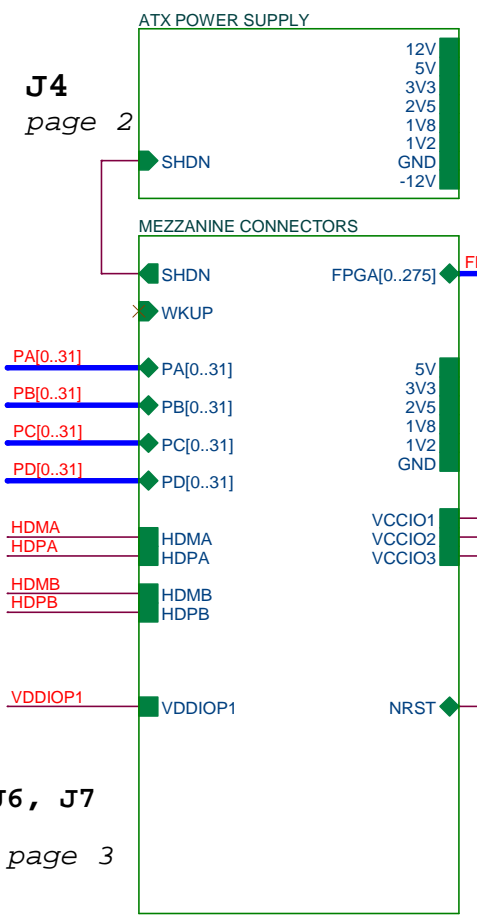 ATX POWER SUPPLY
J4
page 2
12V
5V
3V3
2V5
1V8
1V2
GND
-12V
SHDN
MEZZANINE CONNECTORS
SHDN
FPGA[0..275]
WKUP
PA[0..31]
PA[0..31]
PB[0..31]
PB[0..31]
PC[0..31]
PC[0..31]
PD[0..31]
PD[0..31]
5V
3V3
2V5
1V8
1V2
GND
HDMA
HDMA
HDPA
HDPA
HDMB
HDMB
HDPB
HDPB
VCCIO1
VCCIO2
VCCIO3
VDDIOP1
VDDIOP1
NRST
J6, J7
page 3